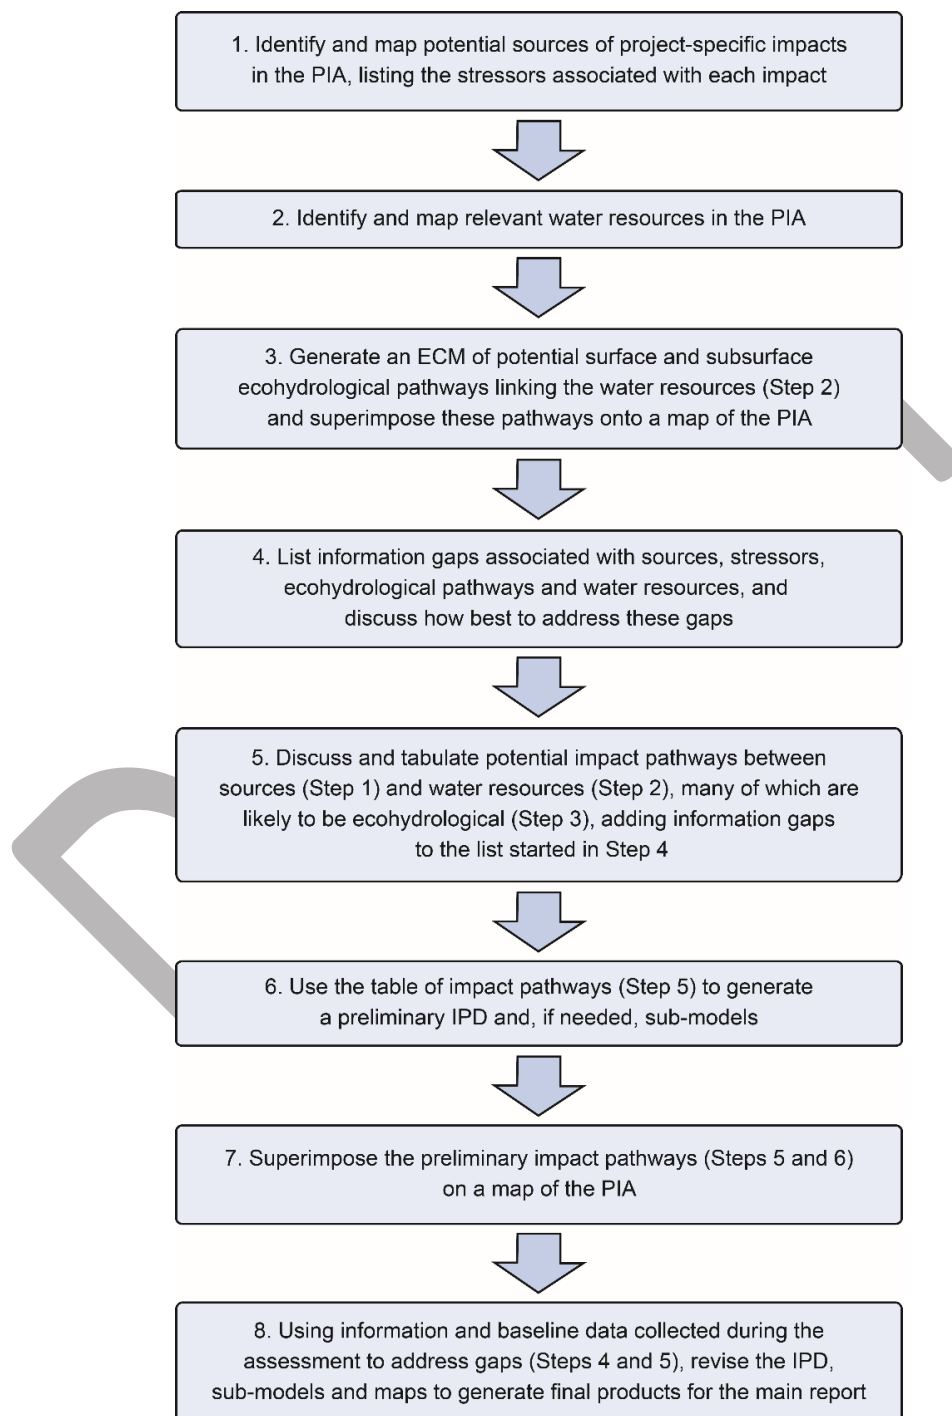 1. Identify and map potential sources of project-specific impacts
in the PIA, listing the stressors associated with each impact
2. Identify and map relevant water resources in the PIA
3. Generate an ECM of potential surface and subsurface
ecohydrological pathways linking the water resources (Step 2)
and superimpose these pathways onto a map of the PIA
4. List information gaps associated with sources, stressors,
ecohydrological pathways and water resources, and
discuss how best to address these gaps
5. Discuss and tabulate potential impact pathways between
sources (Step 1) and water resources (Step 2), many of which are
likely to be ecohydrological (Step 3), adding information gaps
to the list started in Step 4
6. Use the table of impact pathways (Step 5) to generate
a preliminary IPD and, if needed, sub-models
7. Superimpose the preliminary impact pathways (Steps 5 and 6)
on a map of the PIA
8. Using information and baseline data collected during the
assessment to address gaps (Steps 4 and 5), revise the IPD,
sub-models and maps to generate final products for the main report